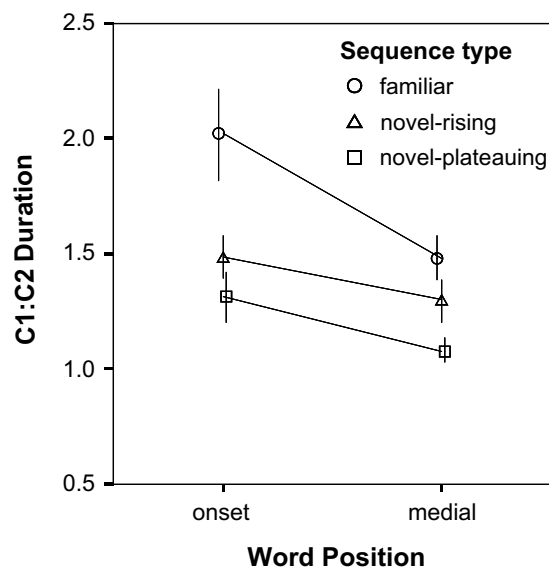 2.5
Sequence type
familiar
novel-rising
novel-plateauing
2.0
1.5
1.0
0.5
C1:C2 Duration
onset medial
Word Position